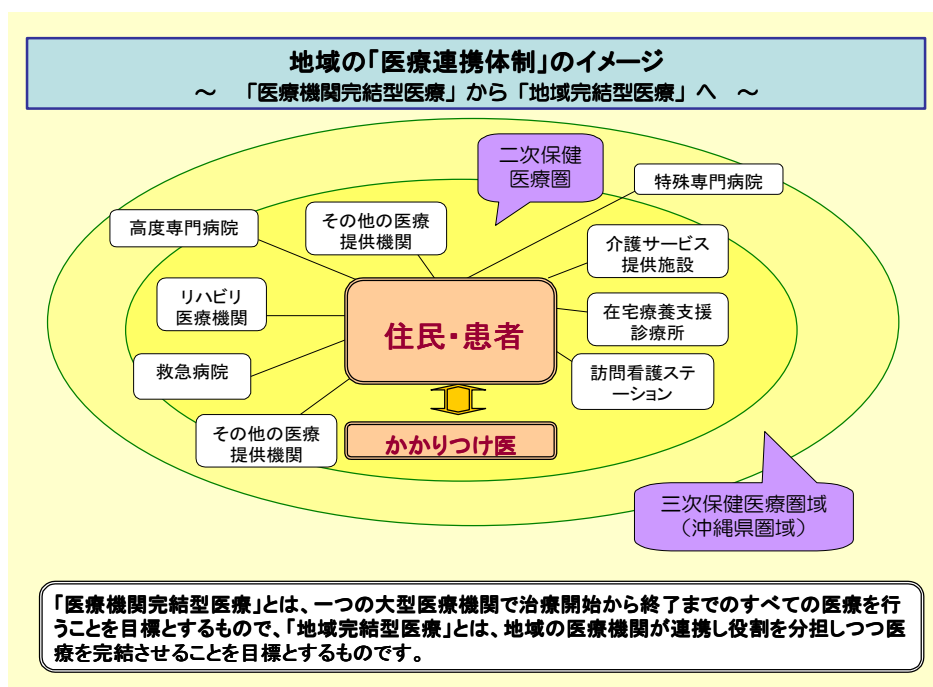 地域の「医療連携体制」のイメージ
～ 「医療機関完結型医療」から「地域完結型医療」へ ～
二次保健
医療圏
特殊専門病院
高度専門病院
その他の医療
提供機関
介護サービス
提供施設
リハビリ
医療機関
住民・患者
在宅療養支援
診療所
救急病院
訪問看護ステ
ーション
その他の医療
提供機関
かかりつけ医
三次保健医療圏域
（沖縄県圏域）
「医療機関完結型医療」とは、一つの大型医療機関で治療開始から終了までのすべての医療を行
うことを目標とするもので、「地域完結型医療」とは、地域の医療機関が連携し役割を分担しつつ医
療を完結させることを目標とするものです。